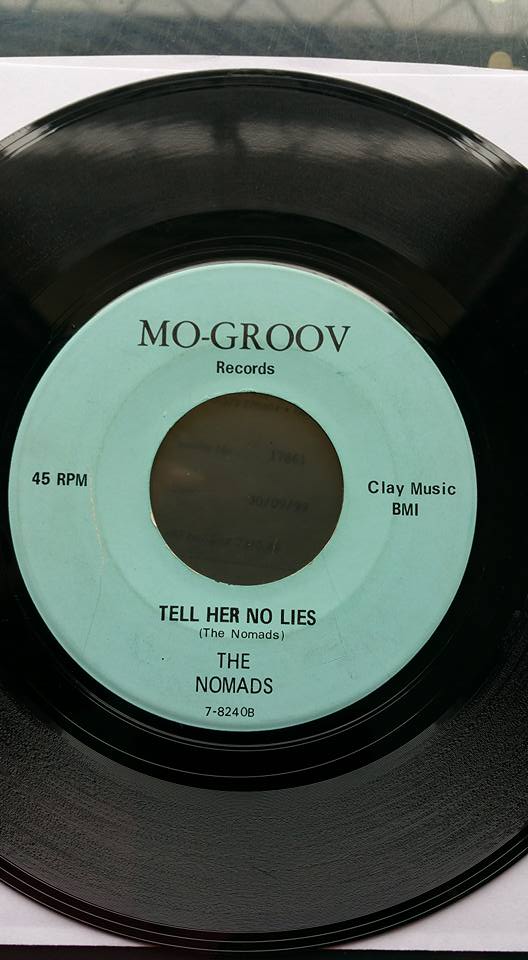 MO-GROOV
Records
45 RPM
Clay Music
BMI
TELL HER NO LIES
(The Nomads)
THE
NOMADS
7-8240B